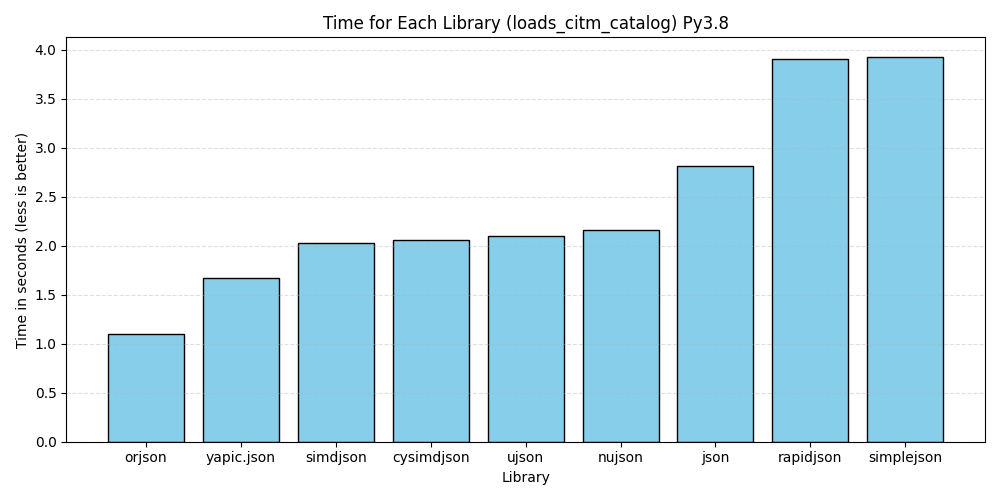 Time for Each Library (loads_citm_catalog) Py3.8
Time in seconds (less is better)
4.0
3.5
3.0
2.5
2.0
1.5
1.0
0.5
0.0
orjson yapic.json simdjson cysimdjson ujson nujson json rapidjson simplejson
Library